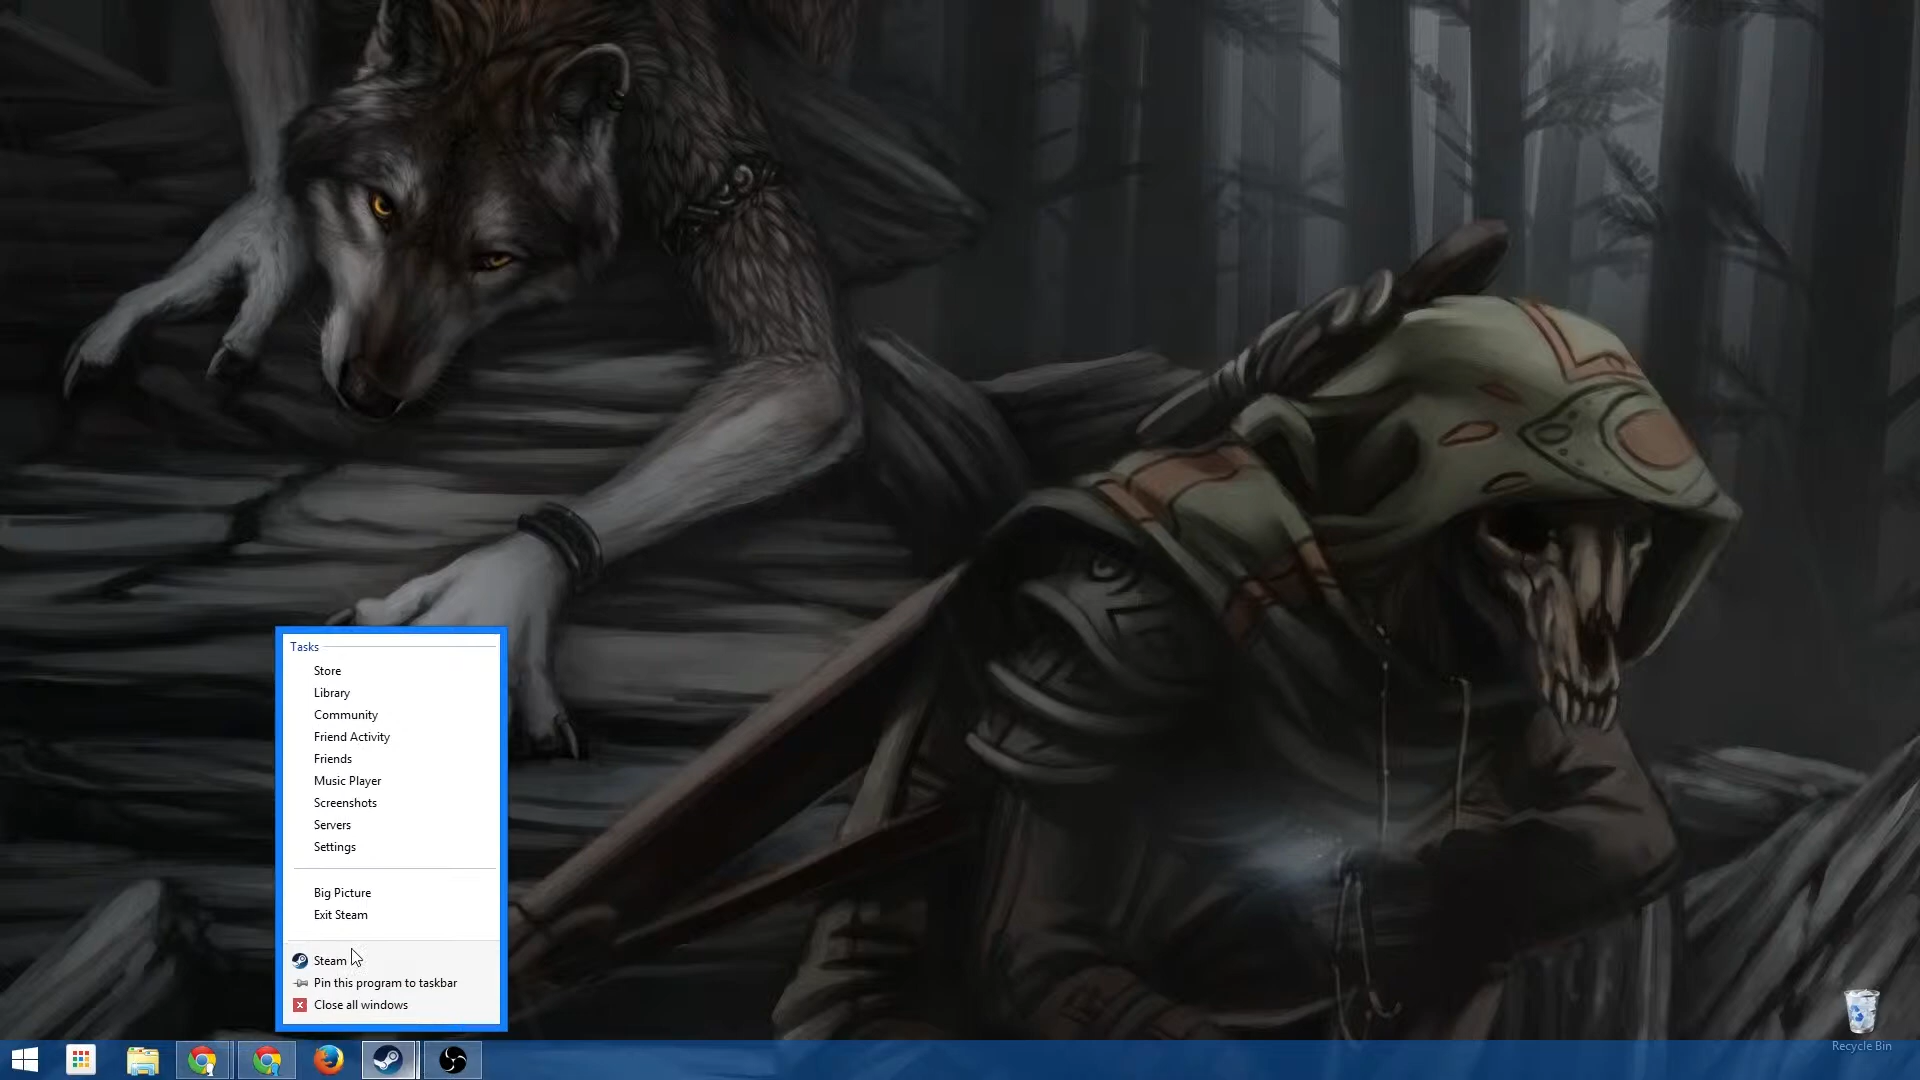 Tasks
Store
Library
Community
Friend Activity
Friends
Music Player
Screenshots
Servers
Settings
Big Picture
Exit Steam
Steam
Pin this program to taskbar
Close all windows
Recycle Bin